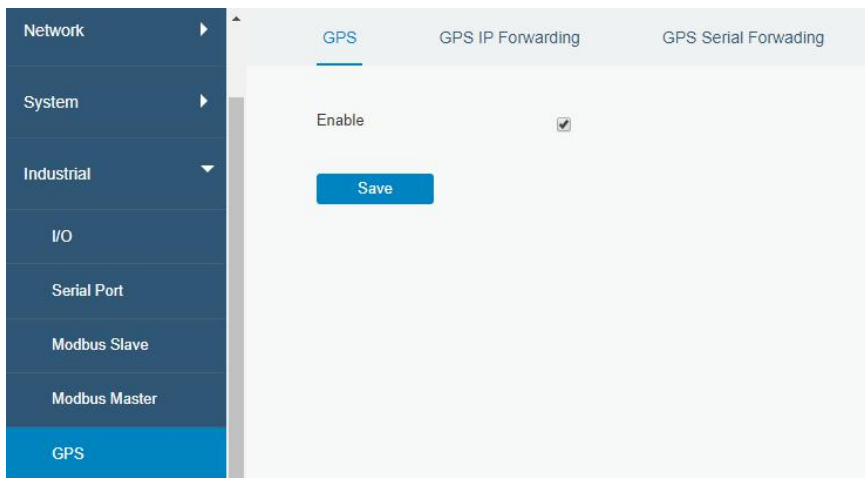 Network
System
Industrial
I/O
Serial Port
Modbus Slave
Modbus Master
GPS
GPS GPS IP Forwarding GPS Serial Forwading
Enable
Save